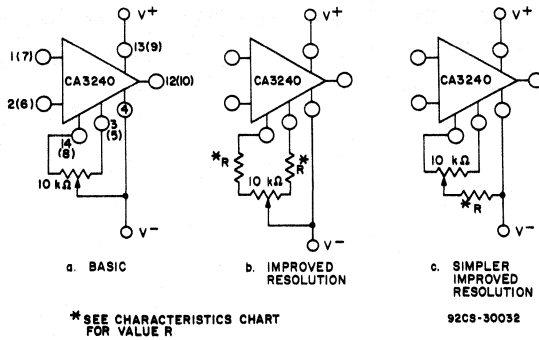 V+
V+
V+
13(9)
1(7)
CA3240
12(10)
CA3240
CA3240
2(6)
4
3
(5)
14
(8)
10 kΩ
*R
R*
10 kΩ
10 kΩ
*R
V-
V-
V-
a. BASIC
b. IMPROVED
RESOLUTION
c. SIMPLER
IMPROVED
RESOLUTION
*SEE CHARACTERISTICS CHART
FOR VALUE R
92CS-30032